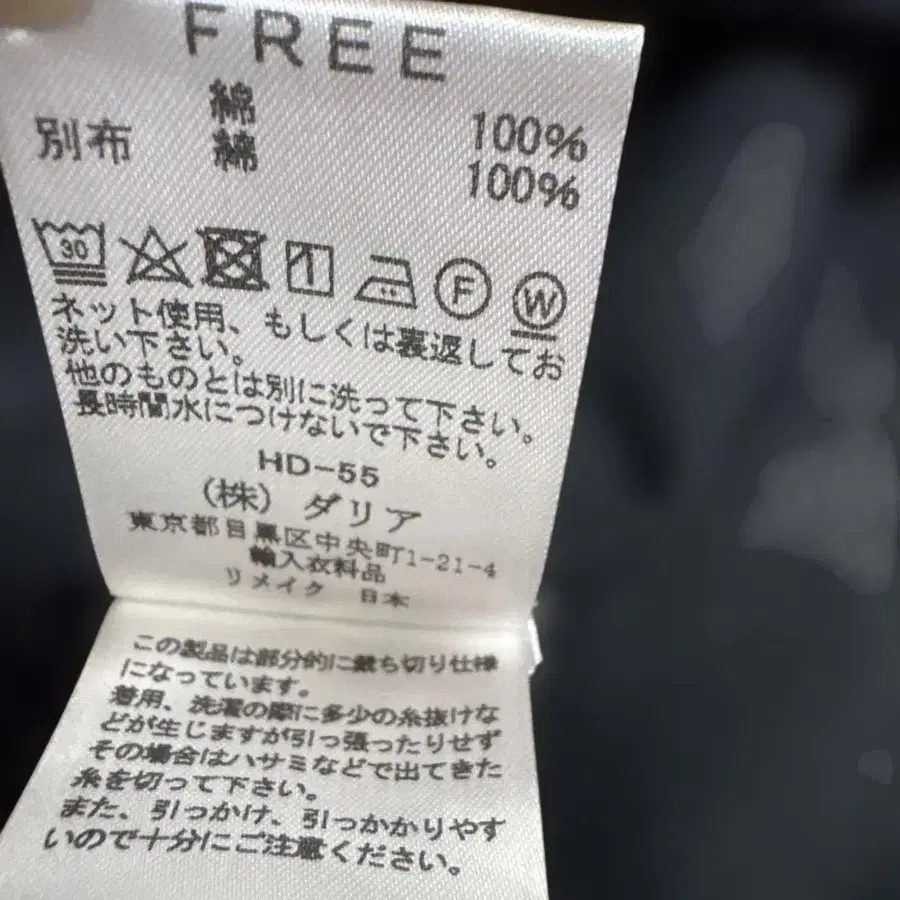 FREE
綿 100%
別布 綿 100%
30 F W
ネット使用、もしくは裏返してお
洗い下さい。
他のものとは別に洗って下さい。
長時間水につけないで下さい。
HD-55
(株) ダリア
東京都目黒区中央町1-21-4
輸入衣料品
リメイク 日本
この製品は部分的に裁ち切り仕様
になっています。
着用、洗濯の際に多少の糸抜けな
どが生じますが引っ張ったりせず
その場合はハサミなどで出てきた
糸を切って下さい。
また、引っかけ、引っかかりやす
いので十分にご注意ください。